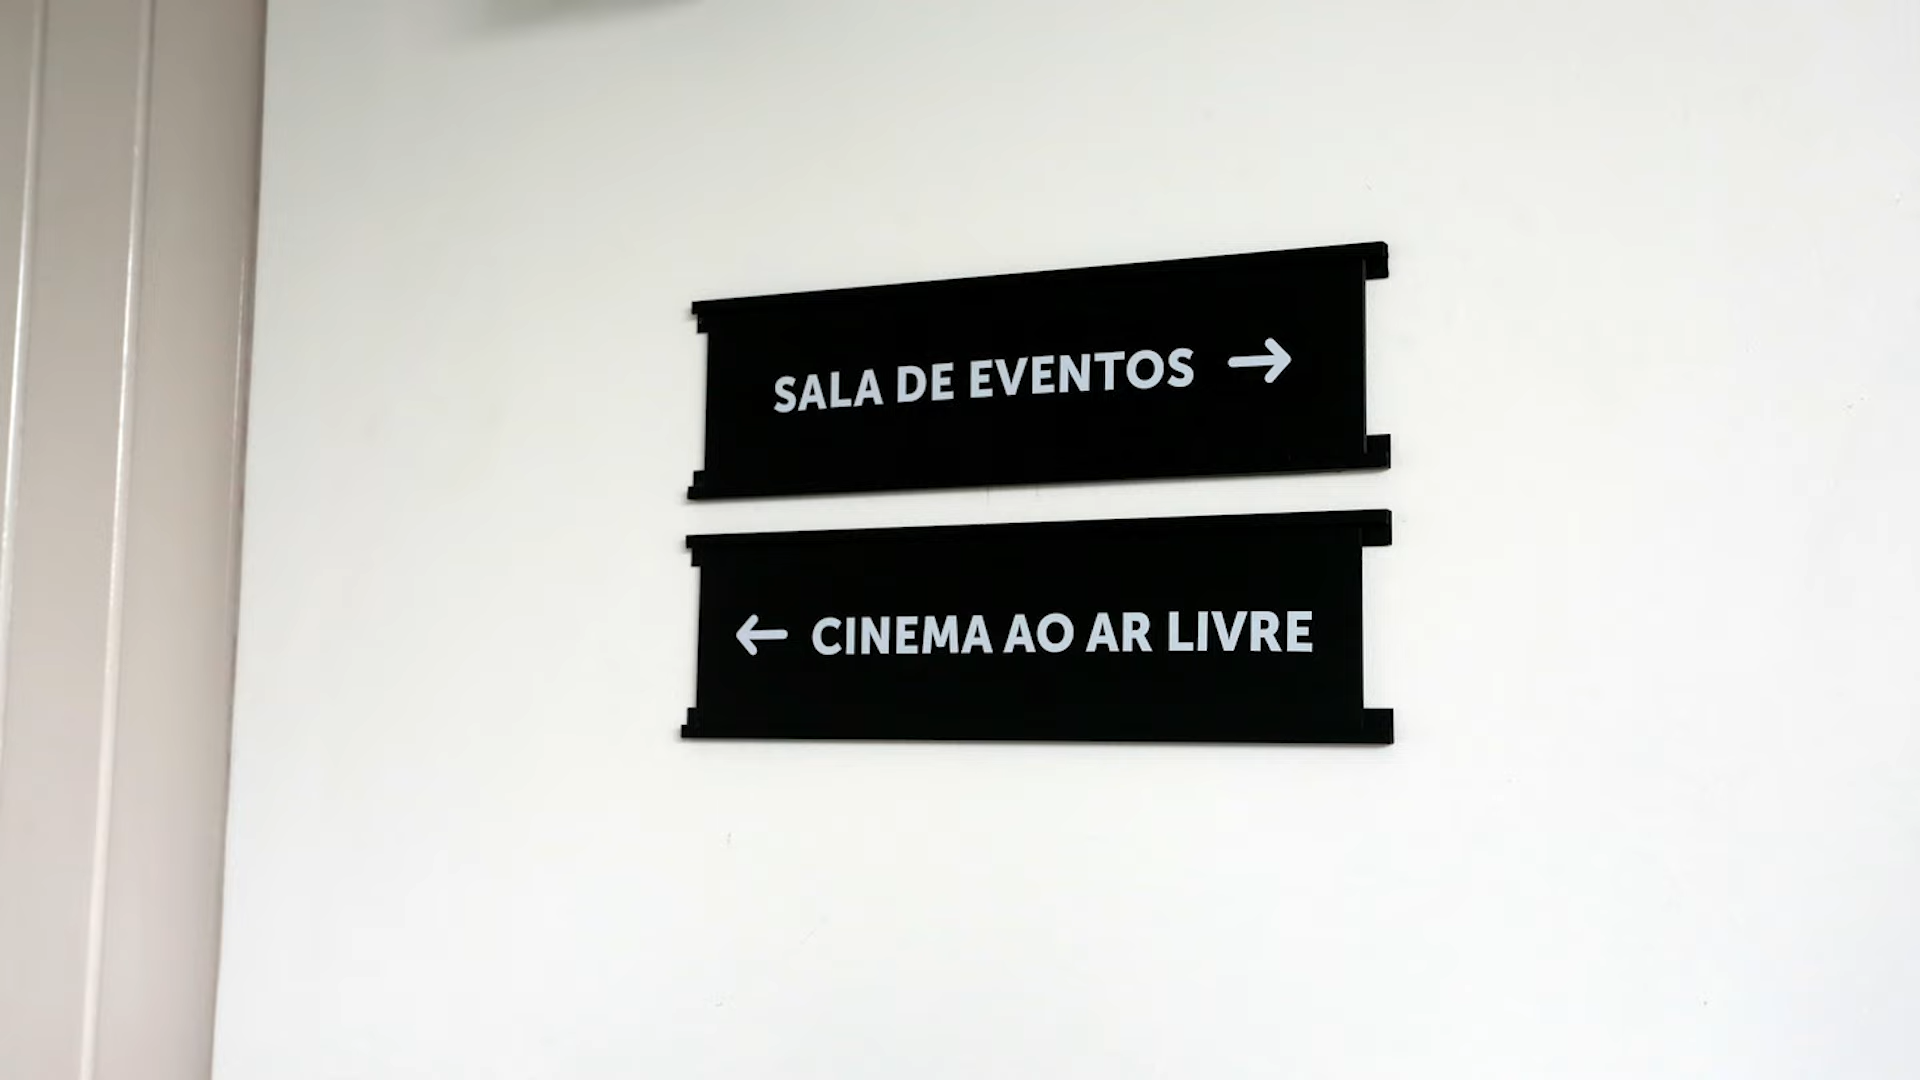 SALA DE EVENTOS →
← CINEMA AO AR LIVRE